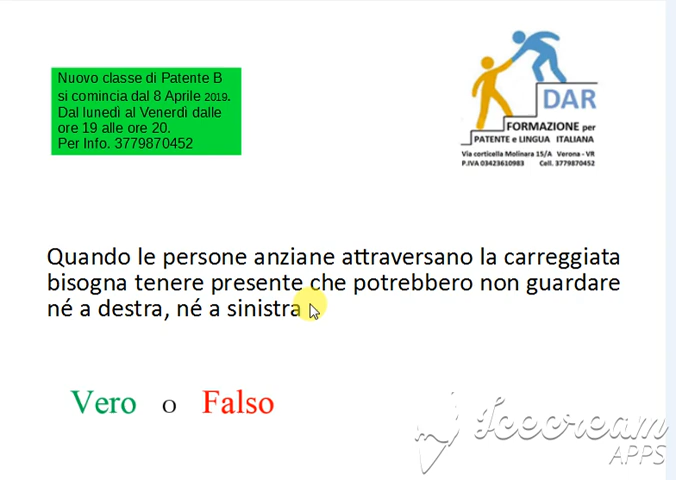 Nuovo classe di Patente B
si comincia dal 8 Aprile 2019.
Dal lunedì al Venerdì dalle
ore 19 alle ore 20.
Per Info. 3779870452
DAR
FORMAZIONE per
PATENTE e LINGUA ITALIANA
Via corticella Molinara 15/A Verona - VR
P.IVA 03423610983 Cell. 3779870452
Quando le persone anziane attraversano la carreggiata
bisogna tenere presente che potrebbero non guardare
né a destra, né a sinistra
Vero o Falso
Icecream
APPS